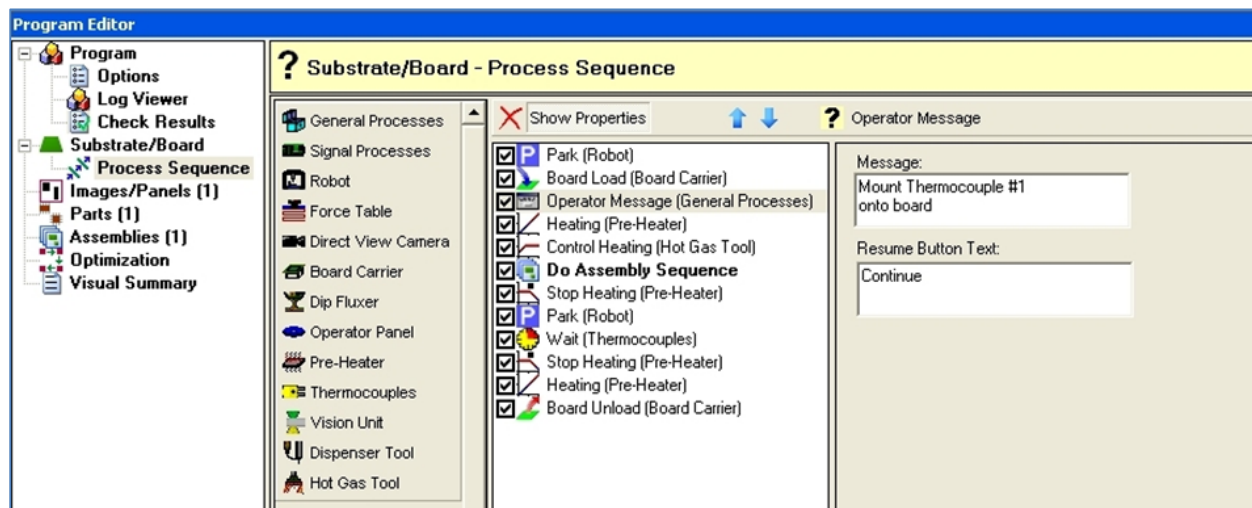 Program Editor
Program
Options
Log Viewer
Check Results
Substrate/Board
Process Sequence
Images/Panels (1)
Parts (1)
Assemblies (1)
Optimization
Visual Summary
? Substrate/Board - Process Sequence
General Processes
Signal Processes
Robot
Force Table
Direct View Camera
Board Carrier
Dip Fluxer
Operator Panel
Pre-Heater
Thermocouples
Vision Unit
Dispenser Tool
Hot Gas Tool
Show Properties
? Operator Message
P Park (Robot)
Board Load (Board Carrier)
Operator Message (General Processes)
Heating (Pre-Heater)
Control Heating (Hot Gas Tool)
Do Assembly Sequence
Stop Heating (Pre-Heater)
P Park (Robot)
Wait (Thermocouples)
Stop Heating (Pre-Heater)
Heating (Pre-Heater)
Board Unload (Board Carrier)
Message:
Mount Thermocouple #1
onto board
Resume Button Text:
Continue